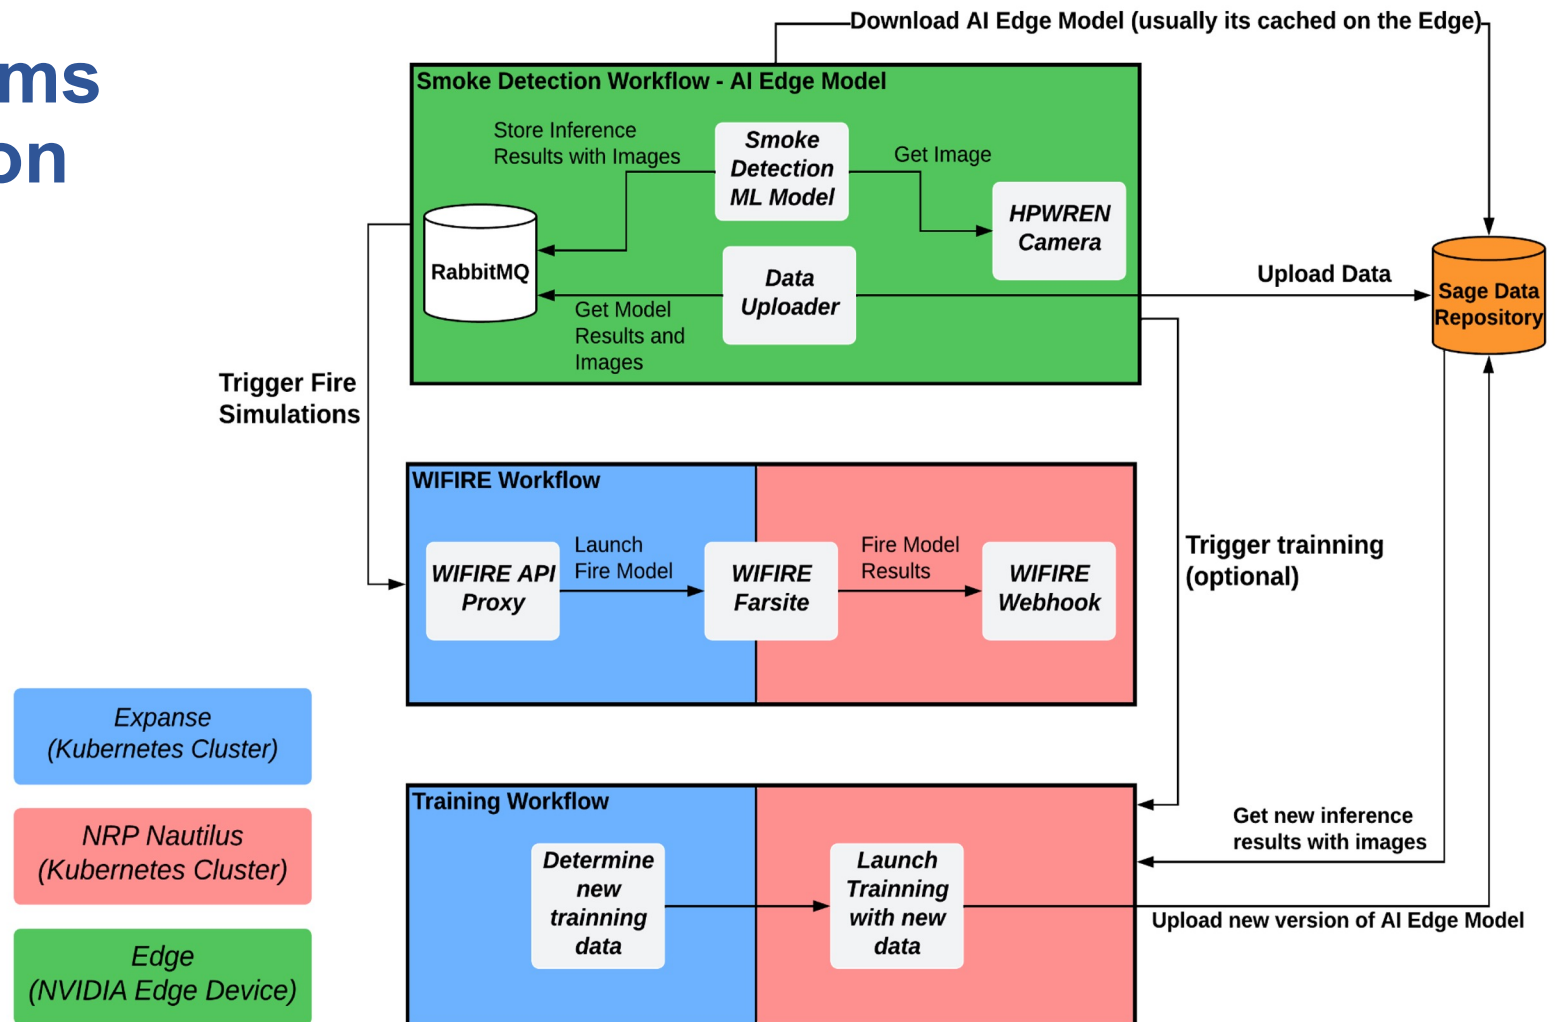 ms
on
Download AI Edge Model (usually its cached on the Edge)
Smoke Detection Workflow - AI Edge Model
Store Inference
Results with Images
Smoke
Detection
ML Model
Get Image
HPWREN
Camera
RabbitMQ
Data
Uploader
Get Model
Results and
Images
Upload Data
Sage Data
Repository
Trigger Fire
Simulations
WIFIRE Workflow
WIFIRE API
Proxy
Launch
Fire Model
WIFIRE
Farsite
Fire Model
Results
WIFIRE
Webhook
Trigger trainning
(optional)
Expanse
(Kubernetes Cluster)
NRP Nautilus
(Kubernetes Cluster)
Edge
(NVIDIA Edge Device)
Training Workflow
Determine
new
trainning
data
Launch
Trainning
with new
data
Get new inference
results with images
Upload new version of AI Edge Model